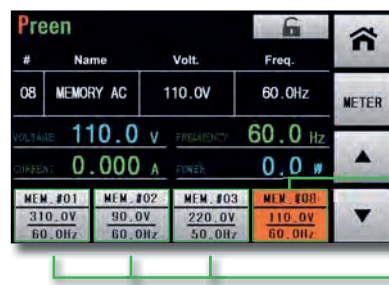 Preen
# Name Volt. Freq.
08 MEMORY AC 110.0V 60.0Hz
METER
VOLTAGE 110.0 V FREQUENCY 60.0 Hz
CURRENT 0.000 A POWER 0.0 W
MEM.#01 MEM.#02 MEM.#03 MEM.#08
310.0V 90.0V 220.0V 110.0V
60.0Hz 60.0Hz 50.0Hz 60.0Hz